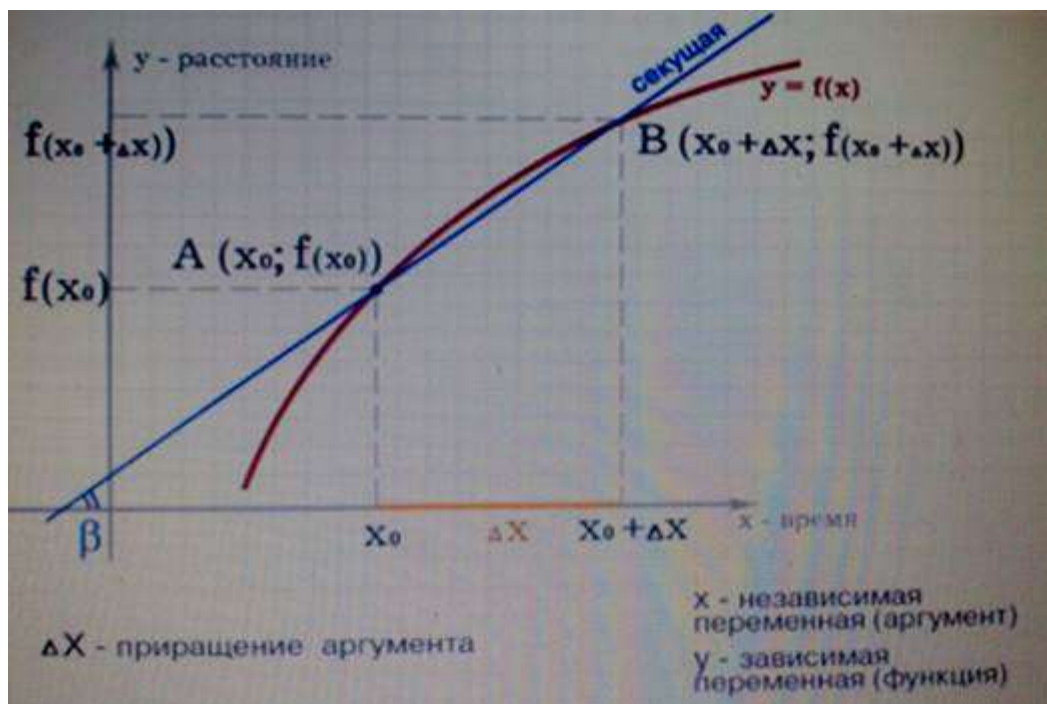 y - расстояние
секущая
y = f(x)
f(x₀ +Δx))
B (x₀ +Δx; f(x₀ +Δx))
A (x₀; f(x₀))
f(x₀)
β
x₀
Δx
x₀ +Δx
x - время
Δx - приращение аргумента
x - независимая
переменная (аргумент)
y - зависимая
переменная (функция)